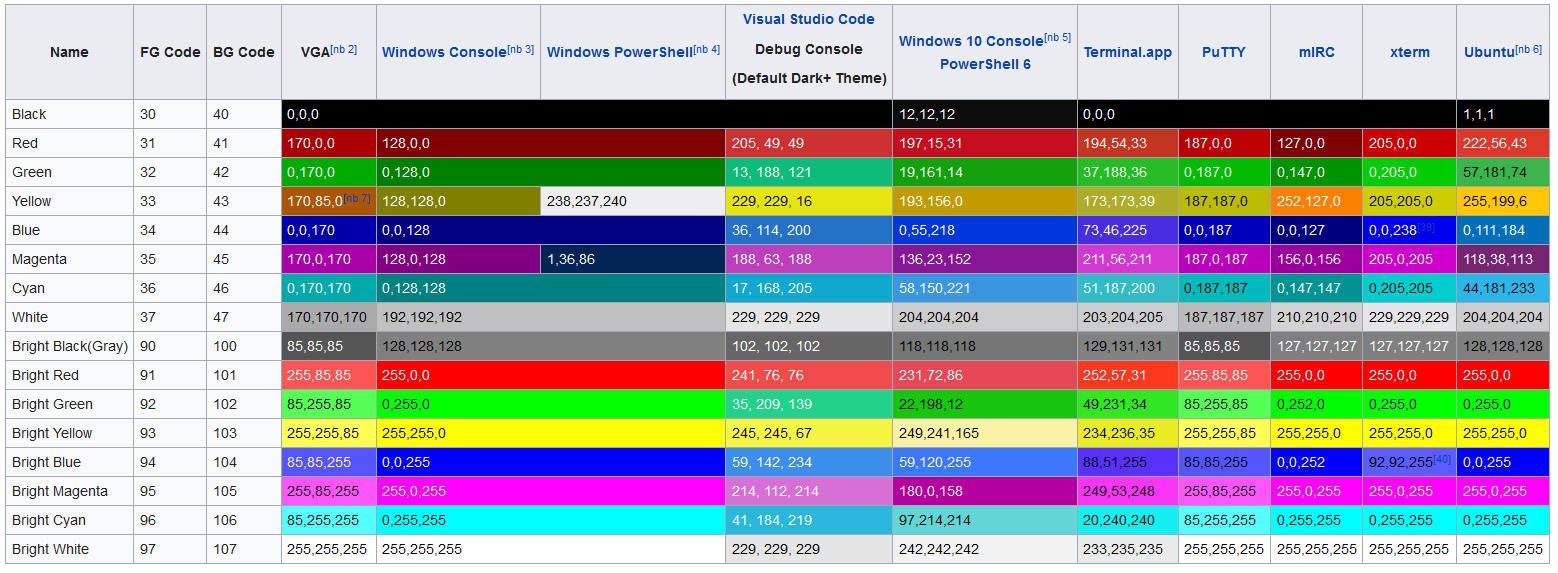 Name FG Code BG Code VGA[nb 2] Windows Console[nb 3] Windows PowerShell[nb 4] Visual Studio Code Debug Console (Default Dark+ Theme) Windows 10 Console[nb 5] PowerShell 6 Terminal.app PuTTY mIRC xterm Ubuntu[nb 6]
Black 30 40 0,0,0 12,12,12 0,0,0 1,1,1
Red 31 41 170,0,0 128,0,0 205, 49, 49 197,15,31 194,54,33 187,0,0 127,0,0 205,0,0 222,56,43
Green 32 42 0,170,0 0,128,0 13, 188, 121 19,161,14 37,188,36 0,187,0 0,147,0 0,205,0 57,181,74
Yellow 33 43 170,85,0[nb 7] 128,128,0 238,237,240 229, 229, 16 193,156,0 173,173,39 187,187,0 252,127,0 205,205,0 255,199,6
Blue 34 44 0,0,170 0,0,128 36, 114, 200 0,55,218 73,46,225 0,0,187 0,0,127 0,0,238[39] 0,111,184
Magenta 35 45 170,0,170 128,0,128 1,36,86 188, 63, 188 136,23,152 211,56,211 187,0,187 156,0,156 205,0,205 118,38,113
Cyan 36 46 0,170,170 0,128,128 17, 168, 205 58,150,221 51,187,200 0,187,187 0,147,147 0,205,205 44,181,233
White 37 47 170,170,170 192,192,192 229, 229, 229 204,204,204 203,204,205 187,187,187 210,210,210 229,229,229 204,204,204
Bright Black(Gray) 90 100 85,85,85 128,128,128 102, 102, 102 118,118,118 129,131,131 85,85,85 127,127,127 127,127,127 128,128,128
Bright Red 91 101 255,85,85 255,0,0 241, 76, 76 231,72,86 252,57,31 255,85,85 255,0,0 255,0,0 255,0,0
Bright Green 92 102 85,255,85 0,255,0 35, 209, 139 22,198,12 49,231,34 85,255,85 0,252,0 0,255,0 0,255,0
Bright Yellow 93 103 255,255,85 255,255,0 245, 245, 67 249,241,165 234,236,35 255,255,85 255,255,0 255,255,0 255,255,0
Bright Blue 94 104 85,85,255 0,0,255 59, 142, 234 59,120,255 88,51,255 85,85,255 0,0,252 92,92,255[40] 0,0,255
Bright Magenta 95 105 255,85,255 255,0,255 214, 112, 214 180,0,158 249,53,248 255,85,255 255,0,255 255,0,255 255,0,255
Bright Cyan 96 106 85,255,255 0,255,255 41, 184, 219 97,214,214 20,240,240 85,255,255 0,255,255 0,255,255 0,255,255
Bright White 97 107 255,255,255 255,255,255 229, 229, 229 242,242,242 233,235,235 255,255,255 255,255,255 255,255,255 255,255,255